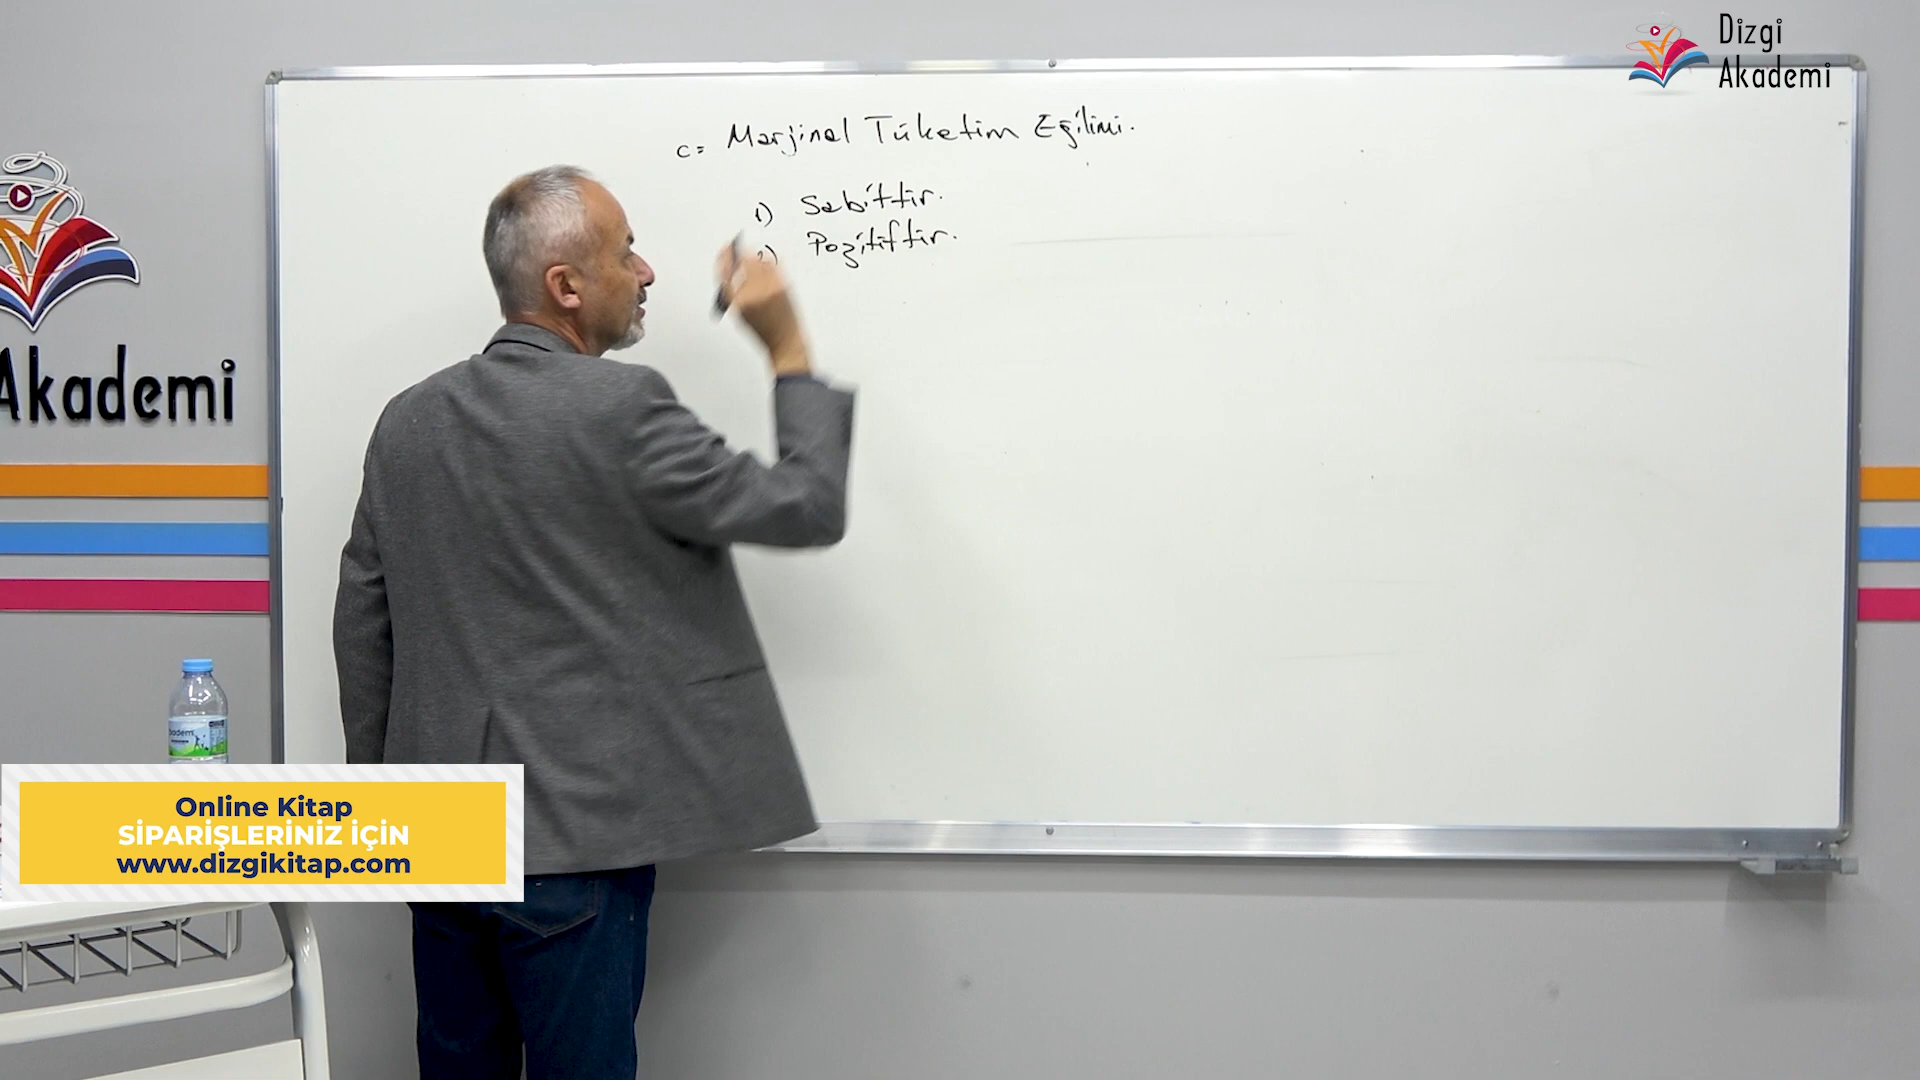 Dizgi
Akademi
c= Marjinal Tüketim Eğilimi.
1) Sabittir.
2) Pozitiftir.
Akademi
Online Kitap
SİPARİŞLERİNİZ İÇİN
www.dizgikitap.com